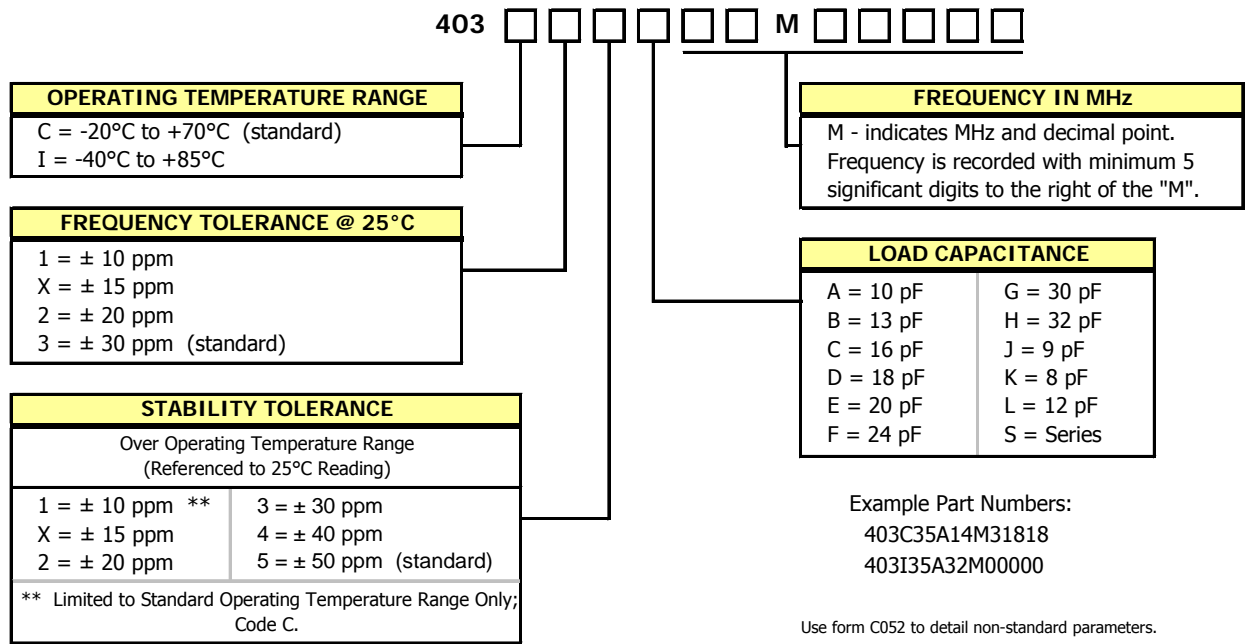 403 M
OPERATING TEMPERATURE RANGE
C = -20°C to +70°C (standard)
I = -40°C to +85°C
FREQUENCY TOLERANCE @ 25°C
1 = ± 10 ppm
X = ± 15 ppm
2 = ± 20 ppm
3 = ± 30 ppm (standard)
STABILITY TOLERANCE
Over Operating Temperature Range
(Referenced to 25°C Reading)
1 = ± 10 ppm **
X = ± 15 ppm
2 = ± 20 ppm
3 = ± 30 ppm
4 = ± 40 ppm
5 = ± 50 ppm (standard)
** Limited to Standard Operating Temperature Range Only;
Code C.
FREQUENCY IN MHz
M - indicates MHz and decimal point.
Frequency is recorded with minimum 5
significant digits to the right of the "M".
LOAD CAPACITANCE
A = 10 pF
B = 13 pF
C = 16 pF
D = 18 pF
E = 20 pF
F = 24 pF
G = 30 pF
H = 32 pF
J = 9 pF
K = 8 pF
L = 12 pF
S = Series
Example Part Numbers:
403C35A14M31818
403I35A32M00000
Use form C052 to detail non-standard parameters.